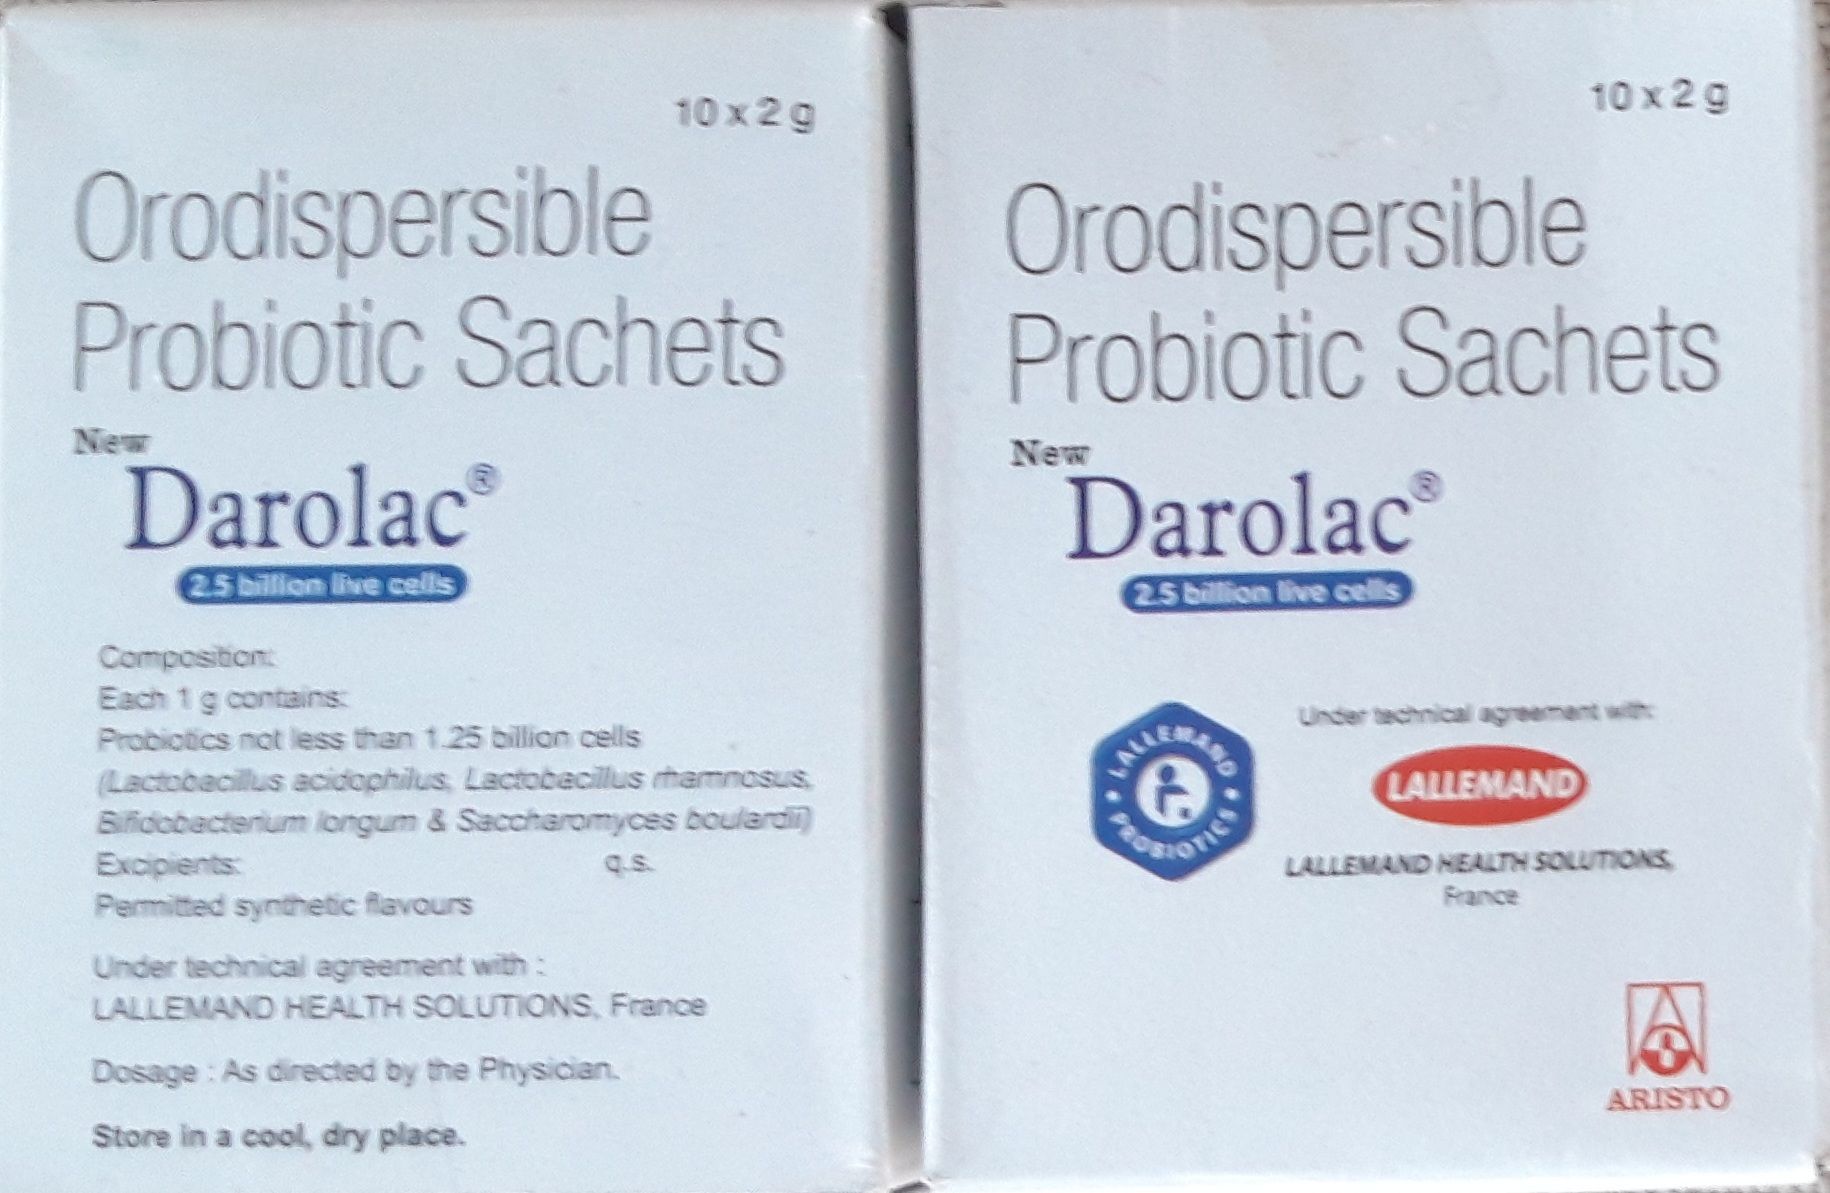 10 x 2 g
Orodispersible
Probiotic Sachets
New
Darolac®
2.5 billion live cells
Composition:
Each 1 g contains:
Probiotics not less than 1.25 billion cells
(Lactobacillus acidophilus, Lactobacillus rhamnosus,
Bifidobacterium longum & Saccharomyces boulardii)
Excipients: q.s.
Permitted synthetic flavours
Under technical agreement with :
LALLEMAND HEALTH SOLUTIONS, France
Dosage : As directed by the Physician.
Store in a cool, dry place.
10 x 2 g
Orodispersible
Probiotic Sachets
New
Darolac®
2.5 billion live cells
LALLEMAND
PROBIOTICS
Under technical agreement with:
LALLEMAND
LALLEMAND HEALTH SOLUTIONS,
France
ARISTO